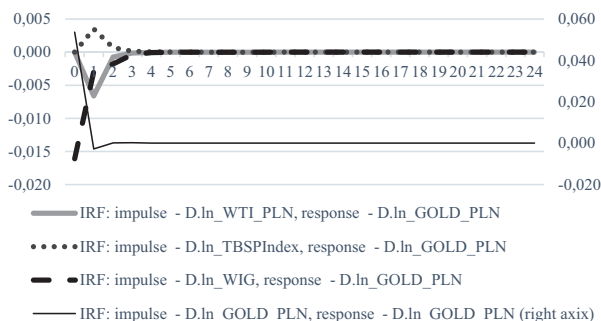 0,005 0,060
0,000 0,040
0 1 2 3 4 5 6 7 8 9 10 11 12 13 14 15 16 17 18 19 20 21 22 23 24
-0,005
0,020
-0,010
-0,015 0,000
-0,020 -0,020
IRF: impulse - D.ln_WTI_PLN, response - D.ln_GOLD_PLN
IRF: impulse - D.ln_TBSPIndex, response - D.ln_GOLD_PLN
IRF: impulse - D.ln_WIG, response - D.ln_GOLD_PLN
IRF: impulse - D.ln_GOLD_PLN, response - D.ln_GOLD_PLN (right axix)